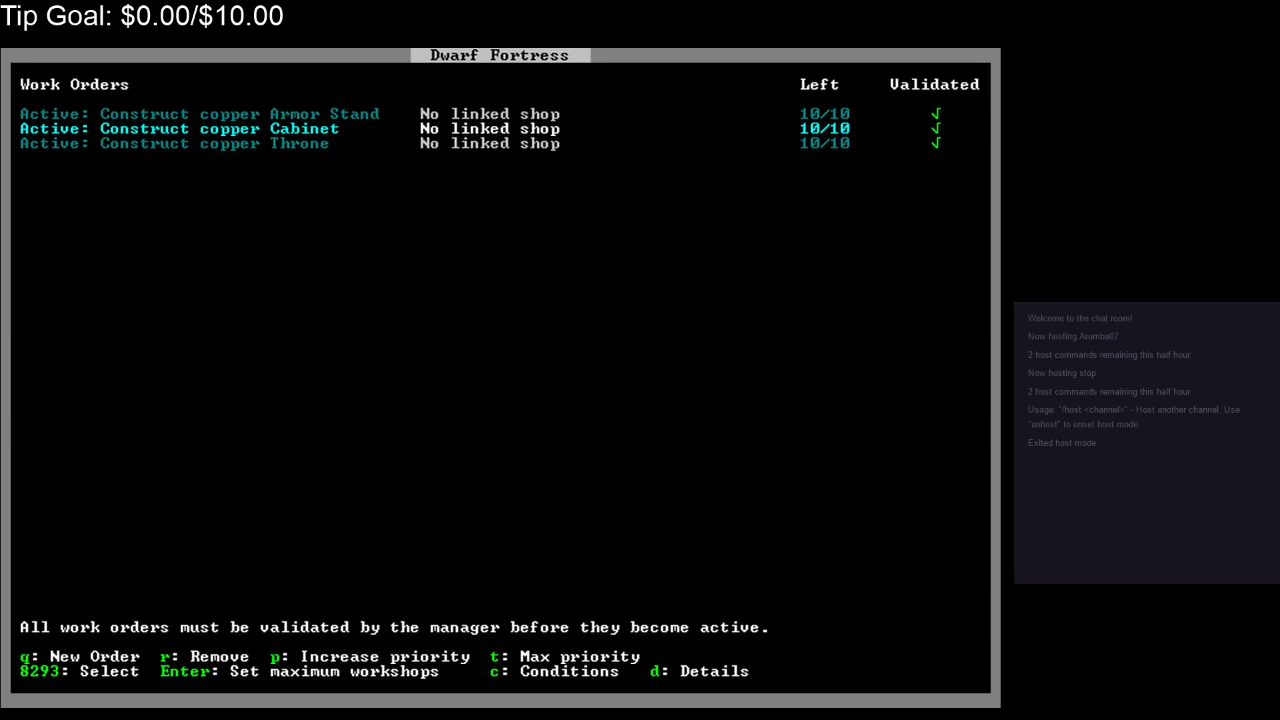 Tip Goal: $0.00/$10.00
Dwarf Fortress
Work Orders Left Validated
Active: Construct copper Armor Stand No linked shop 10/10 √
Active: Construct copper Cabinet No linked shop 10/10 √
Active: Construct copper Throne No linked shop 10/10 √
All work orders must be validated by the manager before they become active.
q: New Order r: Remove p: Increase priority t: Max priority
8293: Select Enter: Set maximum workshops c: Conditions d: Details
Welcome to the chat room!
Now hosting Arumba07.
2 host commands remaining this half hour.
Now hosting stop.
2 host commands remaining this half hour.
Usage: "/host <channel>" - Host another channel. Use
"unhost" to unset host mode.
Exited host mode.